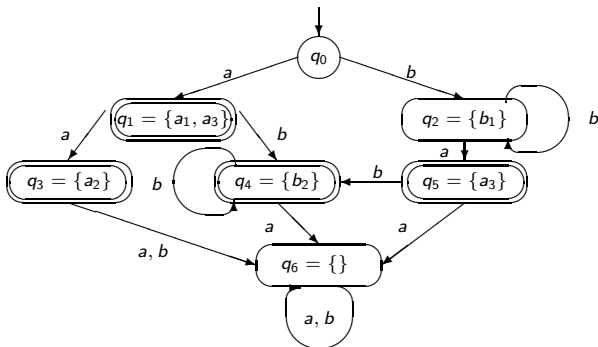 q0
a
b
q1 = {a1, a3}
q2 = {b1}
b
a
b
a
q3 = {a2}
b
q4 = {b2}
b
q5 = {a3}
a
a
a, b
q6 = {}
a, b